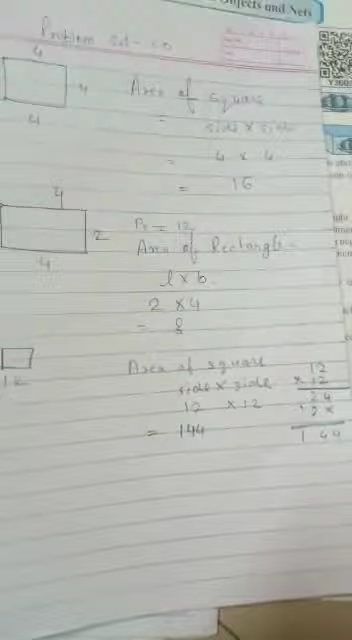 Objects and Nets
Problem set - 50
4
4
4
Area of square
= side x side
= 4 x 4
= 16
4
2
4
P = 12
Area of Rectangle
l x b
2 x 4
= 8
12
Area of square
side x side
12 x 12
= 144
12
x 12
24
12x
144